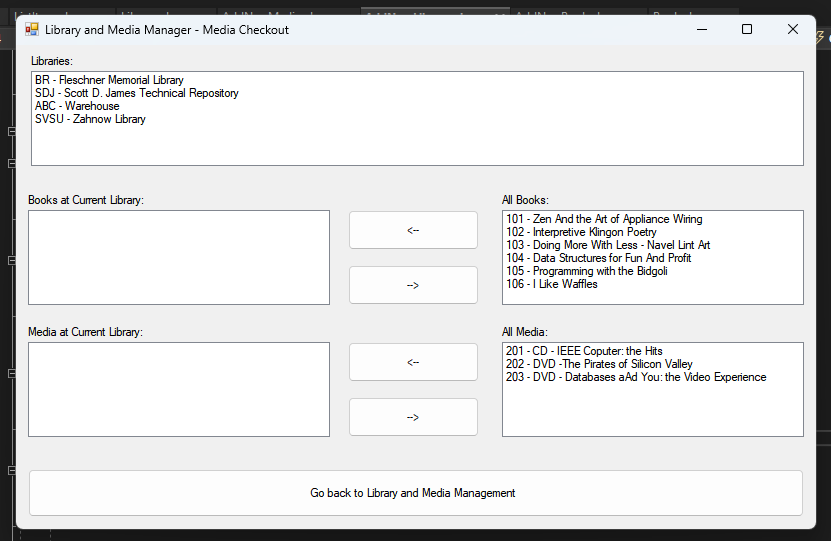 Library and Media Manager - Media Checkout
Libraries:
BR - Fleschner Memorial Library
SDJ - Scott D. James Technical Repository
ABC - Warehouse
SVSU - Zahnow Library
Books at Current Library:
All Books:
<--
101 - Zen And the Art of Appliance Wiring
102 - Interpretive Klingon Poetry
103 - Doing More With Less - Navel Lint Art
104 - Data Structures for Fun And Profit
105 - Programming with the Bidgoli
106 - I Like Waffles
-->
Media at Current Library:
All Media:
<--
201 - CD - IEEE Coputer: the Hits
202 - DVD -The Pirates of Silicon Valley
203 - DVD - Databases aAd You: the Video Experience
-->
Go back to Library and Media Management